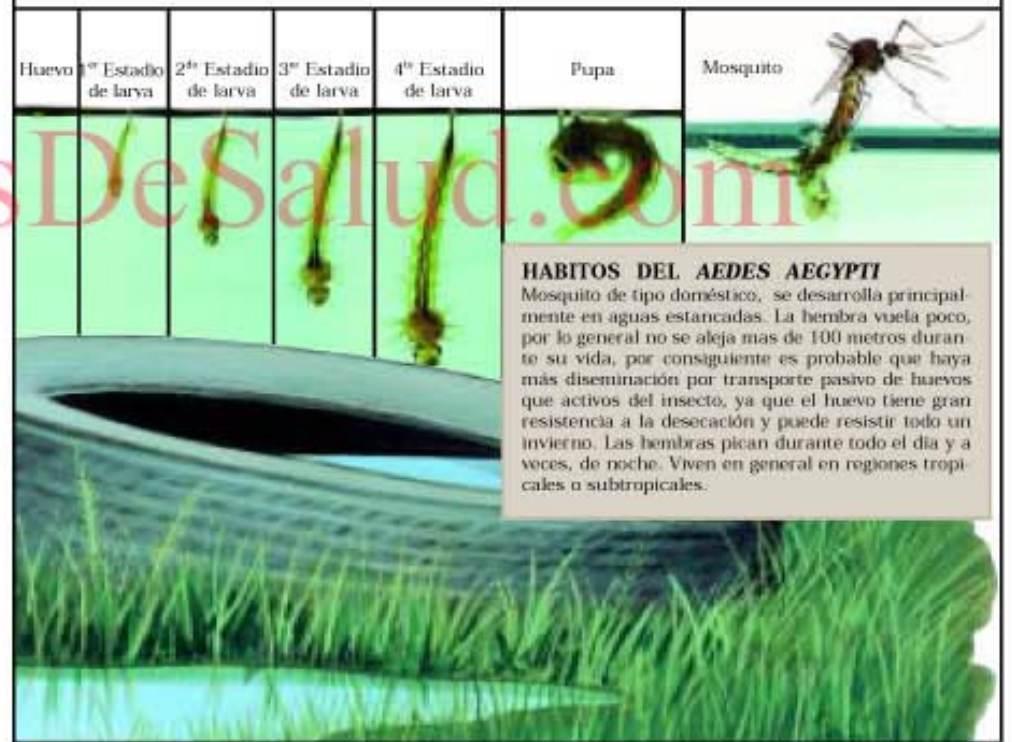 Huevo
1er Estadio
de larva
2do Estadio
de larva
3er Estadio
de larva
4to Estadio
de larva
Pupa
Mosquito
sDeSalud.com
HABITOS DEL AEDES AEGYPTI
Mosquito de tipo doméstico, se desarrolla principal-
mente en aguas estancadas. La hembra vuela poco,
por lo general no se aleja mas de 100 metros duran-
te su vida, por consiguiente es probable que haya
más diseminación por transporte pasivo de huevos
que activos del insecto, ya que el huevo tiene gran
resistencia a la desecación y puede resistir todo un
invierno. Las hembras pican durante todo el día y a
veces, de noche. Viven en general en regiones tropi-
cales o subtropicales.